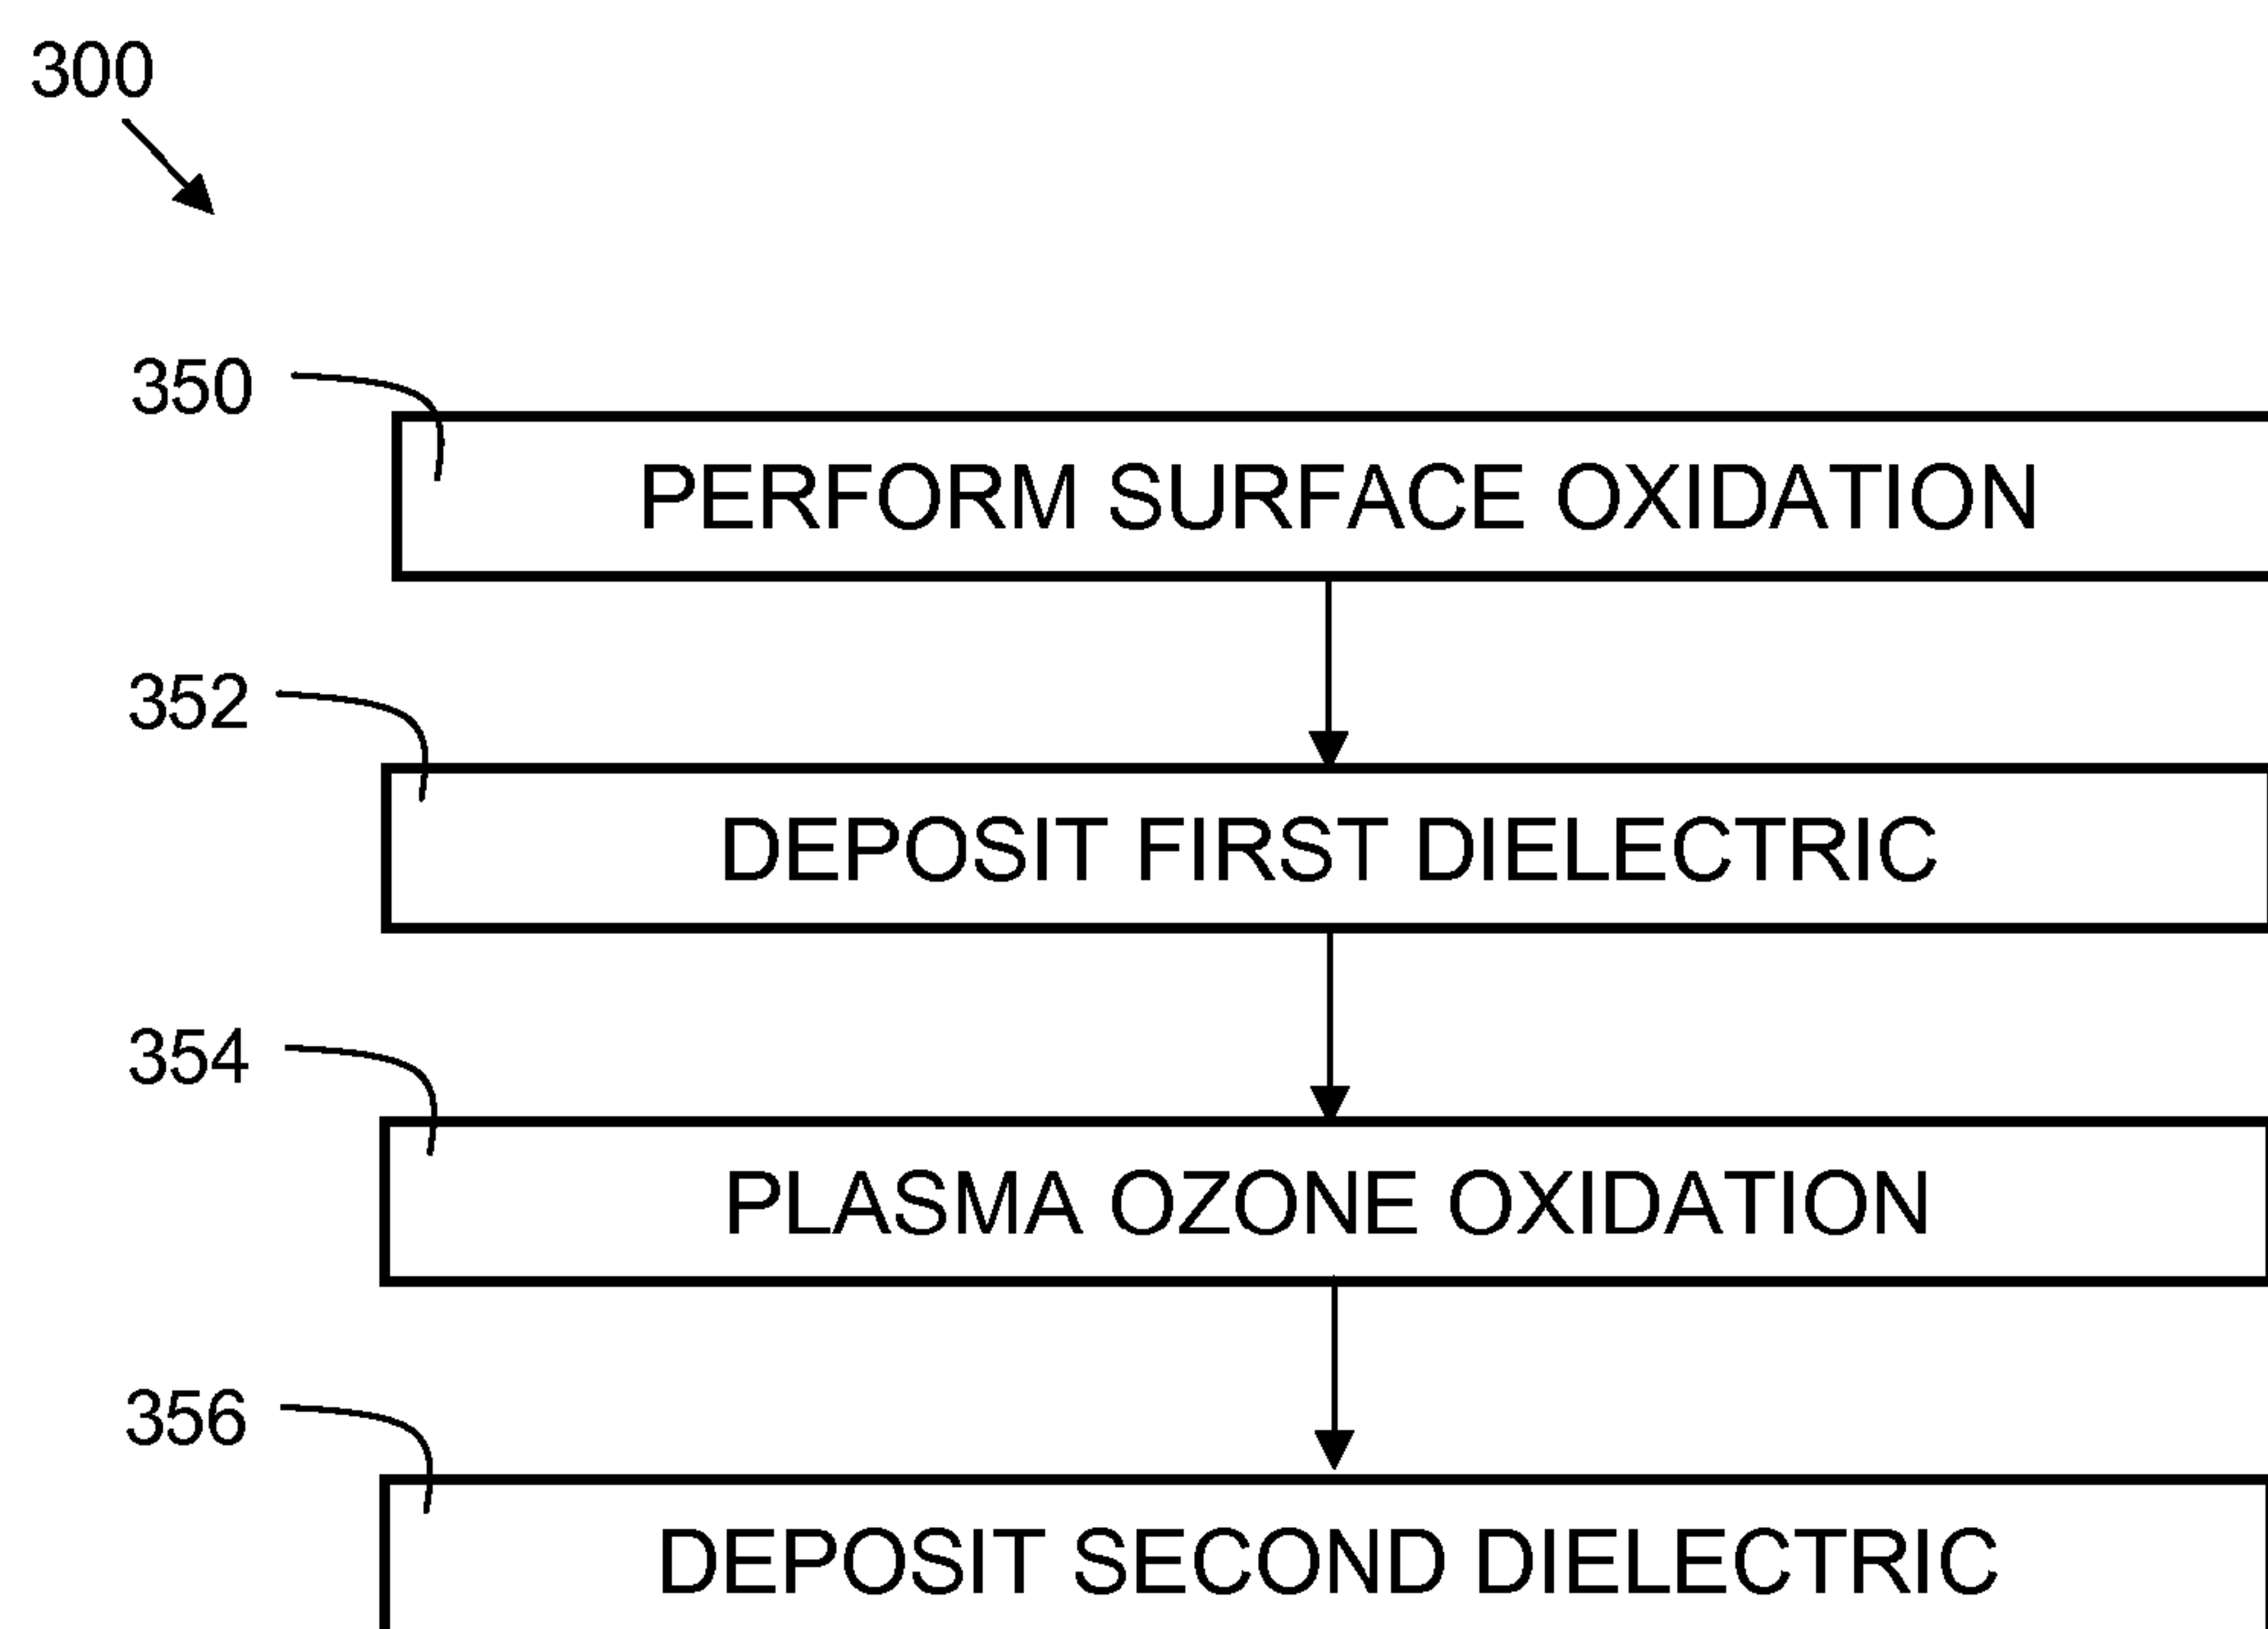 300
350
PERFORM SURFACE OXIDATION
352
DEPOSIT FIRST DIELECTRIC
354
PLASMA OZONE OXIDATION
356
DEPOSIT SECOND DIELECTRIC